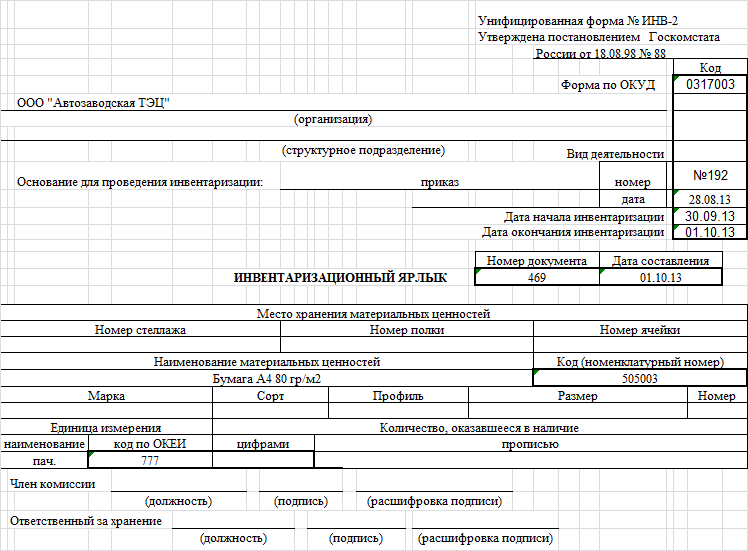 Унифицированная форма № ИНВ-2
Утверждена постановлением Госкомстата
России от 18.08.98 № 88
Код
Форма по ОКУД 0317003
ООО "Автозаводская ТЭЦ"
(организация)
(структурное подразделение)
Вид деятельности
Основание для проведения инвентаризации: приказ номер №192
дата 28.08.13
Дата начала инвентаризации 30.09.13
Дата окончания инвентаризации 01.10.13
Номер документа Дата составления
ИНВЕНТАРИЗАЦИОННЫЙ ЯРЛЫК 469 01.10.13
Место хранения материальных ценностей
Номер стеллажа Номер полки Номер ячейки
Наименование материальных ценностей Код (номенклатурный номер)
Бумага А4 80 гр/м2 505003
Марка Сорт Профиль Размер Номер
Единица измерения Количество, оказавшееся в наличие
наименование код по ОКЕИ цифрами прописью
пач. 777
Член комиссии
(должность) (подпись) (расшифровка подписи)
Ответственный за хранение
(должность) (подпись) (расшифровка подписи)